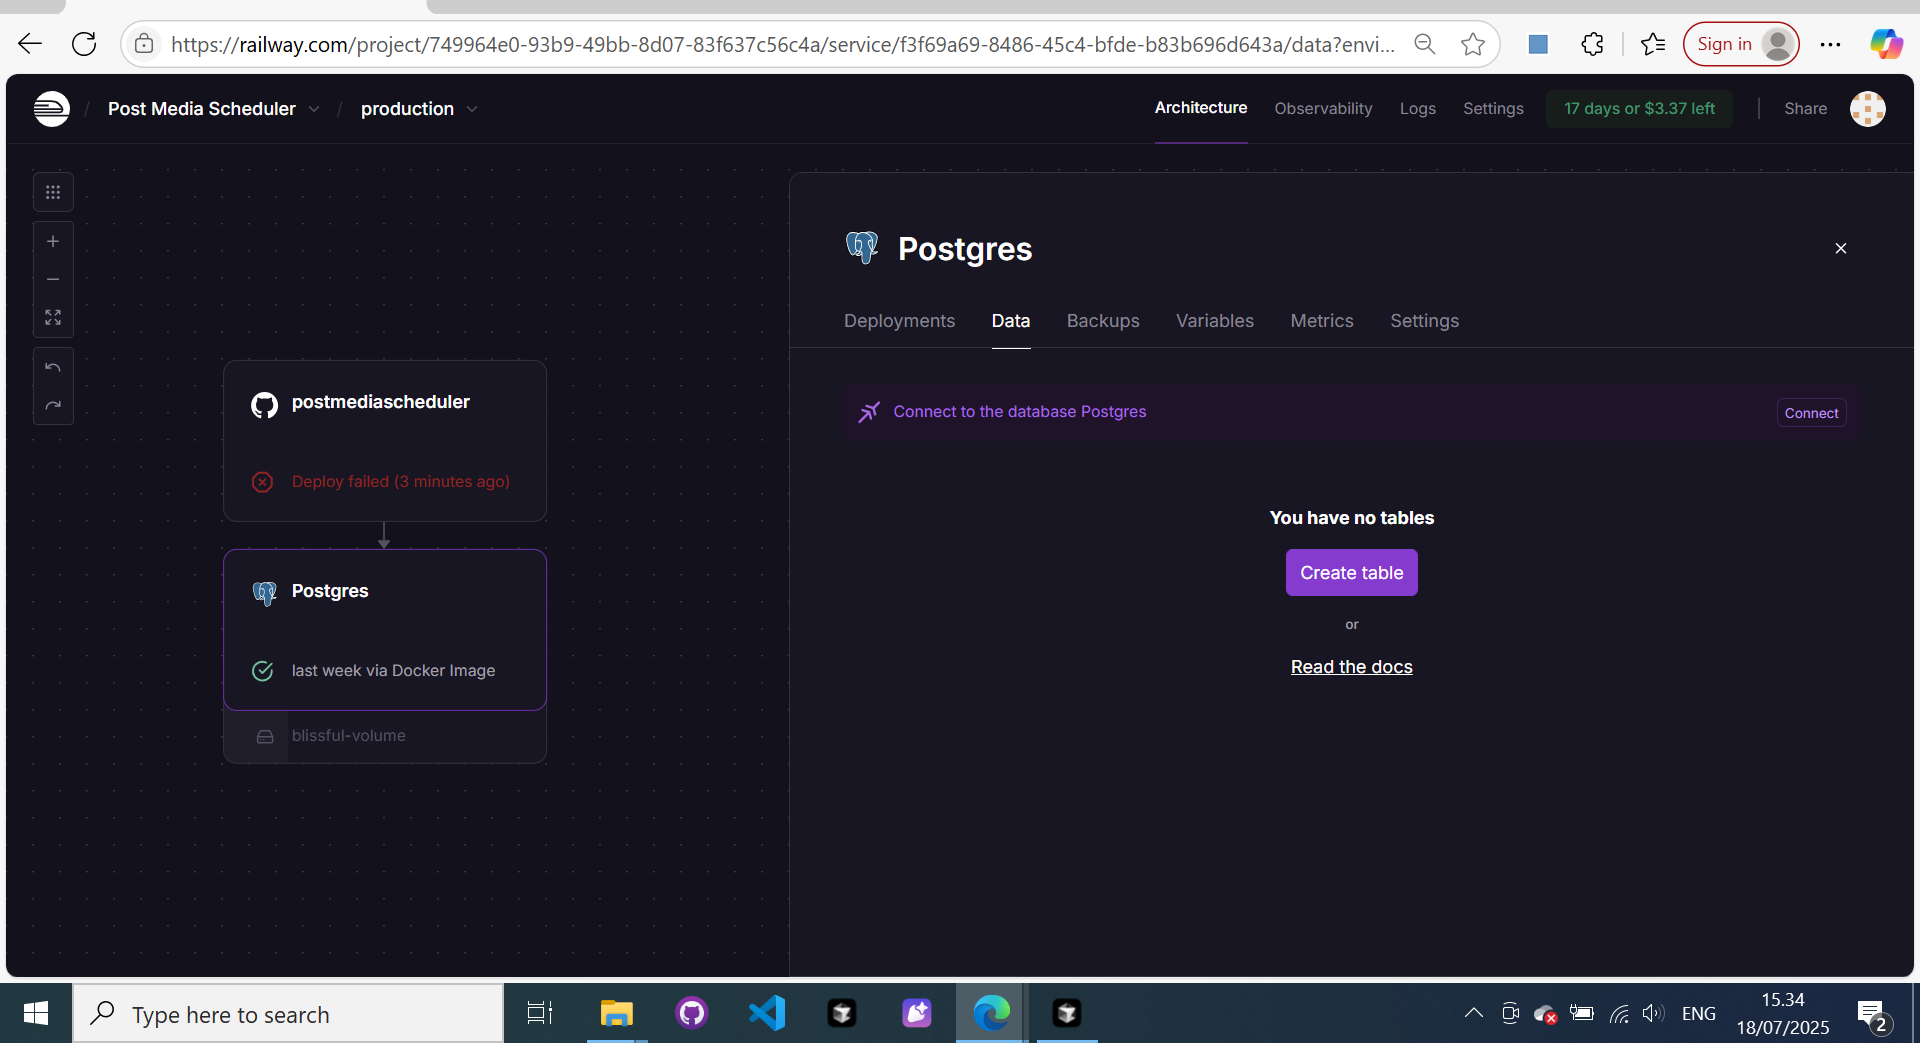 https://railway.com/project/749964e0-93b9-49bb-8d07-83f637c56c4a/service/f3f69a69-8486-45c4-bfde-b83b696d643a/data?envi...
Sign in
/ Post Media Scheduler / production
Architecture Observability Logs Settings 17 days or $3.37 left | Share
Postgres
Deployments Data Backups Variables Metrics Settings
Connect to the database Postgres Connect
You have no tables
Create table
or
Read the docs
postmediascheduler
Deploy failed (3 minutes ago)
Postgres
last week via Docker Image
blissful-volume
Type here to search
ENG
15.34
18/07/2025
2